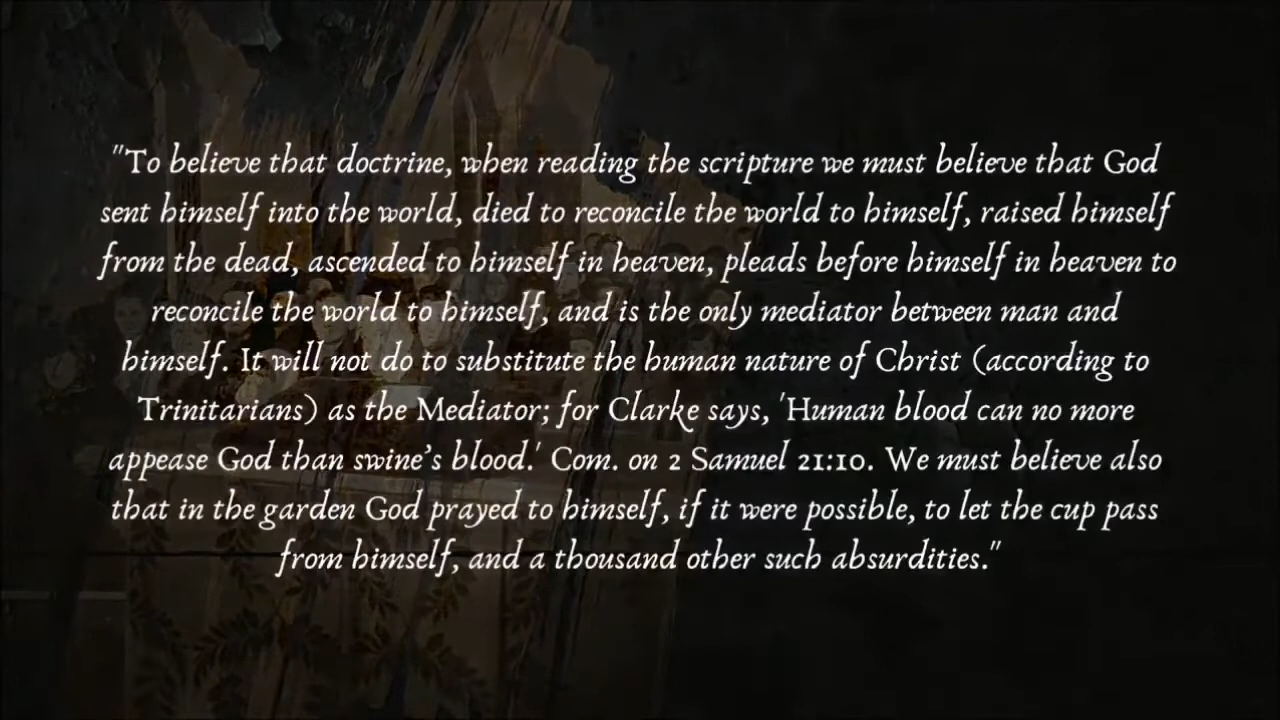 "To believe that doctrine, when reading the scripture we must believe that God
sent himself into the world, died to reconcile the world to himself, raised himself
from the dead, ascended to himself in heaven, pleads before himself in heaven to
reconcile the world to himself, and is the only mediator between man and
himself. It will not do to substitute the human nature of Christ (according to
Trinitarians) as the Mediator; for Clarke says, 'Human blood can no more
appease God than swine's blood.' Com. on 2 Samuel 21:10. We must believe also
that in the garden God prayed to himself, if it were possible, to let the cup pass
from himself, and a thousand other such absurdities."